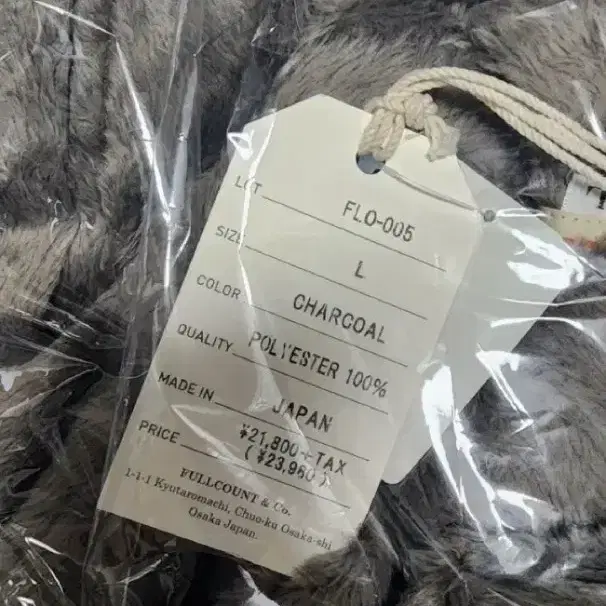 LOT FLO-005
SIZE L
COLOR CHARCOAL
QUALITY POLYESTER 100%
MADE IN JAPAN
PRICE ¥21,800+TAX
(¥23,980)
FULLCOUNT & Co.
1-1-1 Kyutaromachi, Chuo-ku Osaka-shi
Osaka Japan.